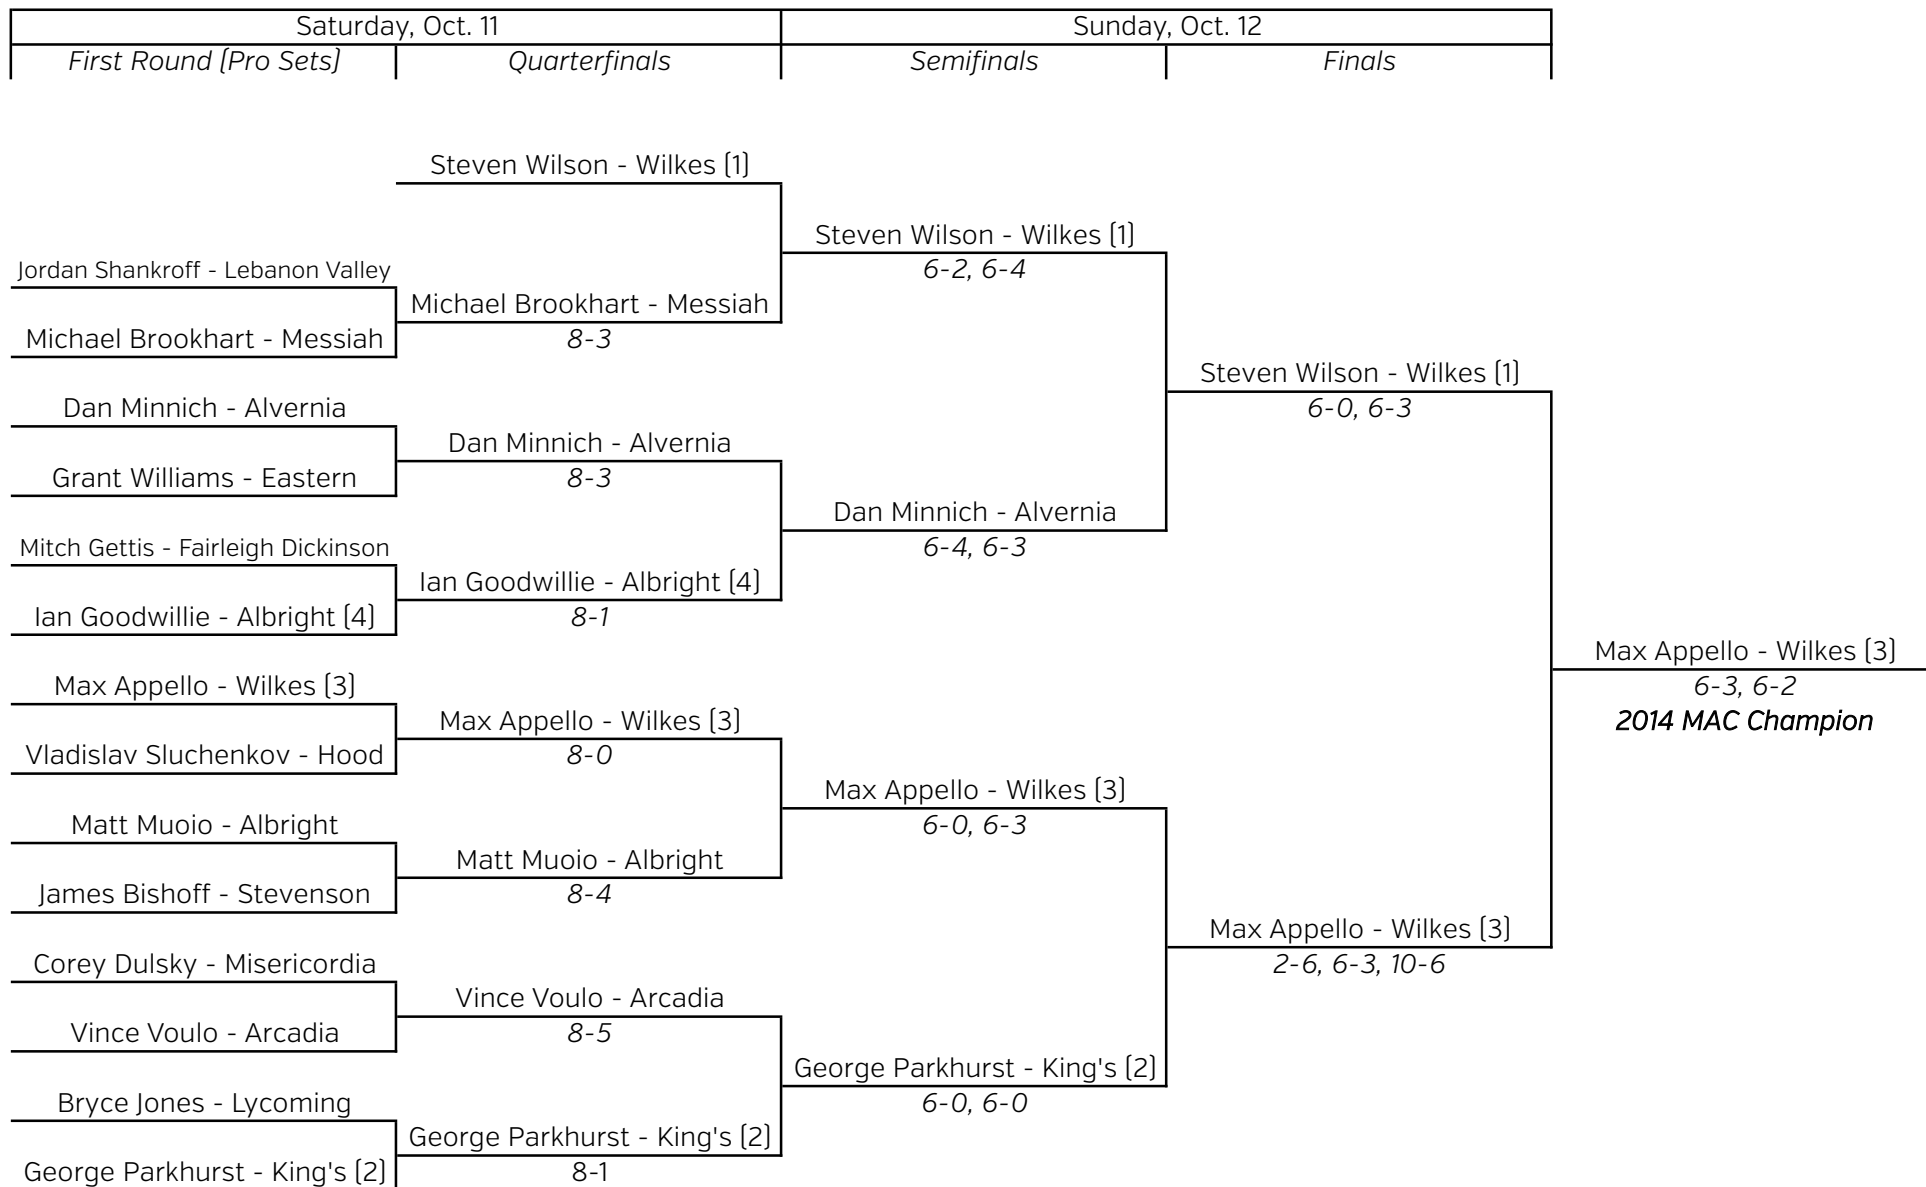 Saturday, Oct. 11
Sunday, Oct. 12
First Round (Pro Sets)
Quarterfinals
Semifinals
Finals
Steven Wilson - Wilkes (1)
Steven Wilson - Wilkes (1)
6-2, 6-4
Jordan Shankroff - Lebanon Valley
Michael Brookhart - Messiah
8-3
Michael Brookhart - Messiah
Steven Wilson - Wilkes (1)
6-0, 6-3
Dan Minnich - Alvernia
Dan Minnich - Alvernia
8-3
Grant Williams - Eastern
Dan Minnich - Alvernia
6-4, 6-3
Mitch Gettis - Fairleigh Dickinson
Ian Goodwillie - Albright (4)
8-1
Ian Goodwillie - Albright (4)
Max Appello - Wilkes (3)
6-3, 6-2
2014 MAC Champion
Max Appello - Wilkes (3)
Max Appello - Wilkes (3)
8-0
Vladislav Sluchenkov - Hood
Max Appello - Wilkes (3)
6-0, 6-3
Matt Muoio - Albright
Matt Muoio - Albright
8-4
James Bishoff - Stevenson
Max Appello - Wilkes (3)
2-6, 6-3, 10-6
Corey Dulsky - Misericordia
Vince Voulo - Arcadia
8-5
Vince Voulo - Arcadia
George Parkhurst - King's (2)
6-0, 6-0
Bryce Jones - Lycoming
George Parkhurst - King's (2)
8-1
George Parkhurst - King's (2)